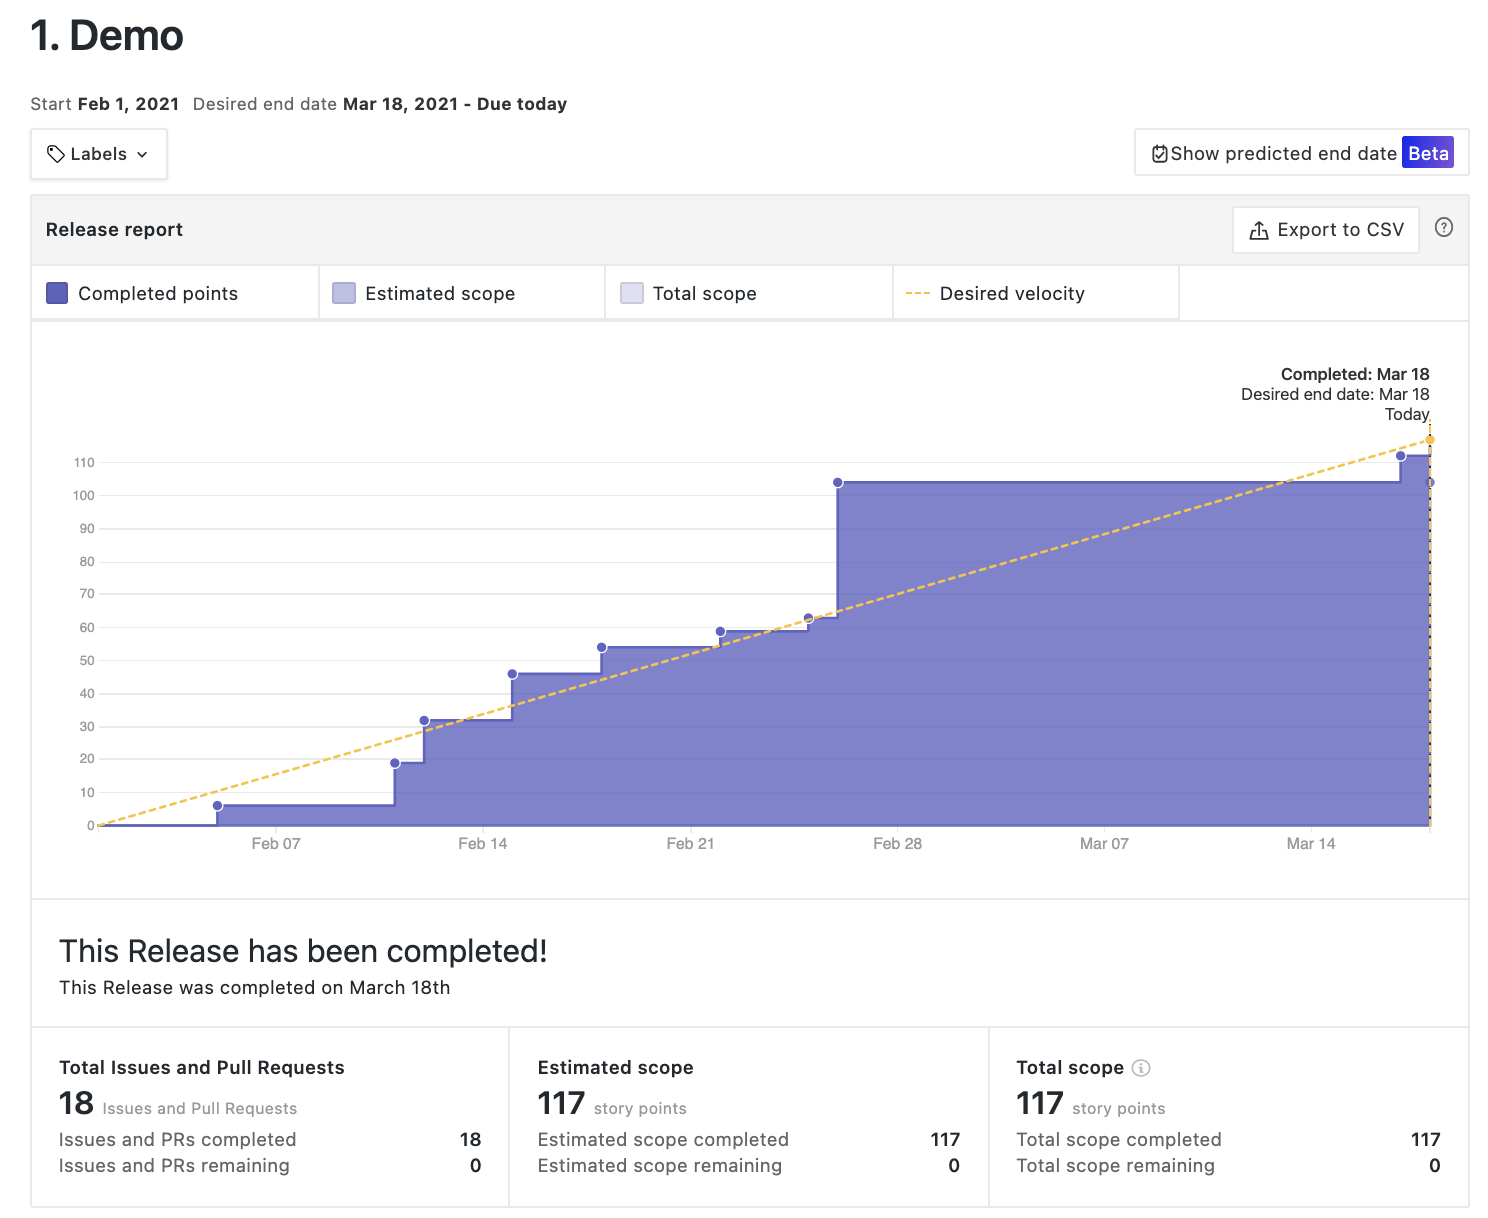 1. Demo
Start Feb 1, 2021 Desired end date Mar 18, 2021 - Due today
Labels
Show predicted end date Beta
Release report
Export to CSV
?
Completed points
Estimated scope
Total scope
Desired velocity
Completed: Mar 18
Desired end date: Mar 18
Today
110
100
90
80
70
60
50
40
30
20
10
0
Feb 07 Feb 14 Feb 21 Feb 28 Mar 07 Mar 14
This Release has been completed!
This Release was completed on March 18th
Total Issues and Pull Requests
18 Issues and Pull Requests
Issues and PRs completed 18
Issues and PRs remaining 0
Estimated scope
117 story points
Estimated scope completed 117
Estimated scope remaining 0
Total scope
117 story points
Total scope completed 117
Total scope remaining 0